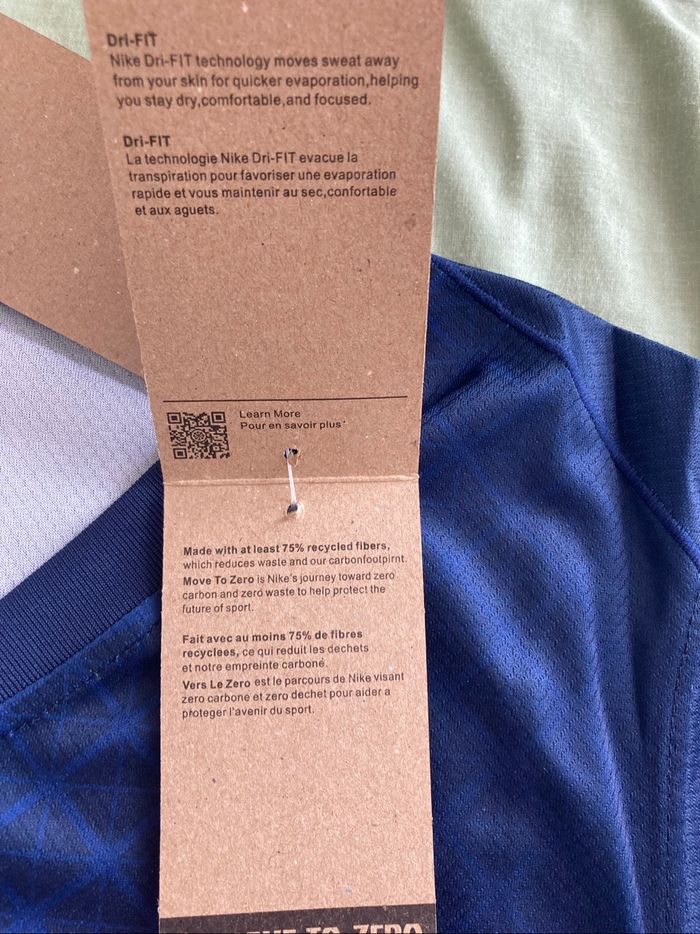 Dri-FIT
Nike Dri-FIT technology moves sweat away
from your skin for quicker evaporation,helping
you stay dry,comfortable,and focused.
Dri-FIT
La technologie Nike Dri-FIT evacue la
transpiration pour favoriser une evaporation
rapide et vous maintenir au sec,confortable
et aux aguets.
Learn More
Pour en savoir plus
Made with at least 75% recycled fibers,
which reduces waste and our carbonfootpirnt.
Move To Zero is Nike's journey toward zero
carbon and zero waste to help protect the
future of sport.
Fait avec au moins 75% de fibres
recyclees, ce qui reduit les dechets
et notre empreinte carbone.
Vers Le Zero est le parcours de Nike visant
zero carbone et zero dechet pour aider a
proteger l'avenir du sport.
TO ZERO